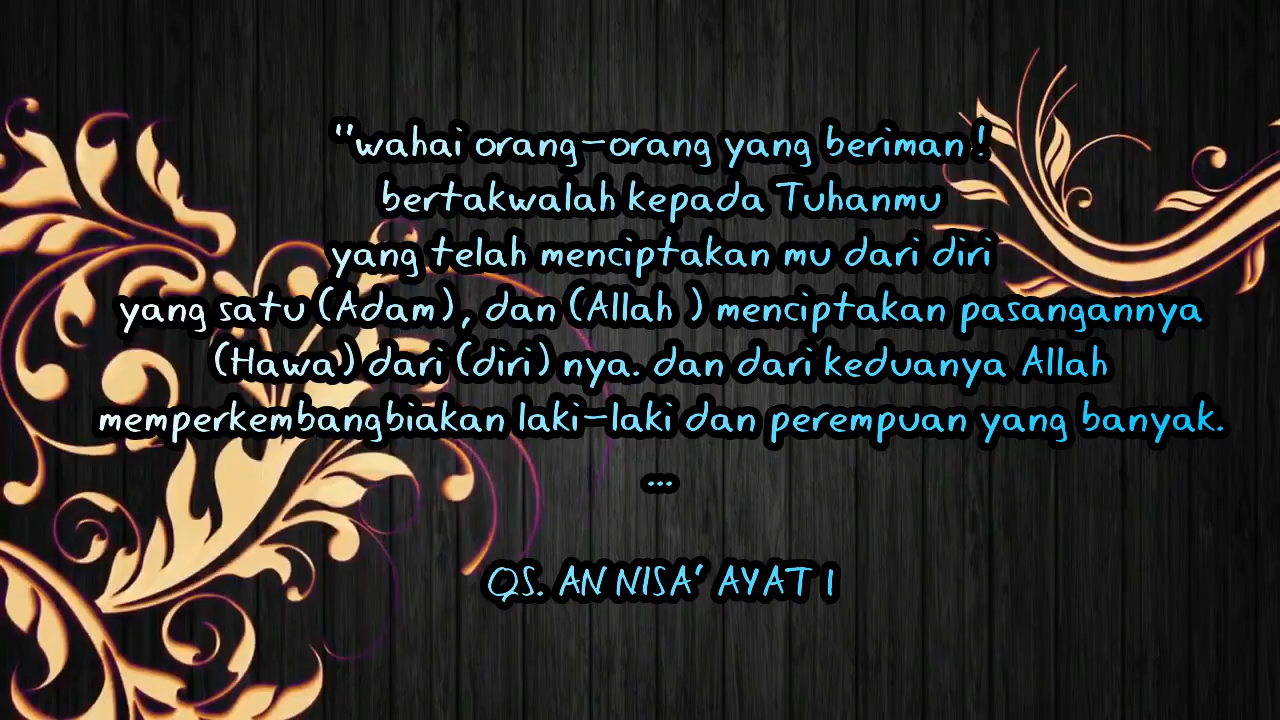 "wahai orang-orang yang beriman !
bertakwalah kepada Tuhanmu
yang telah menciptakan mu dari diri
yang satu (Adam), dan (Allah ) menciptakan pasangannya
(Hawa) dari (diri) nya. dan dari keduanya Allah
memperkembangbiakan laki-laki dan perempuan yang banyak.
...
QS. AN NISA' AYAT 1